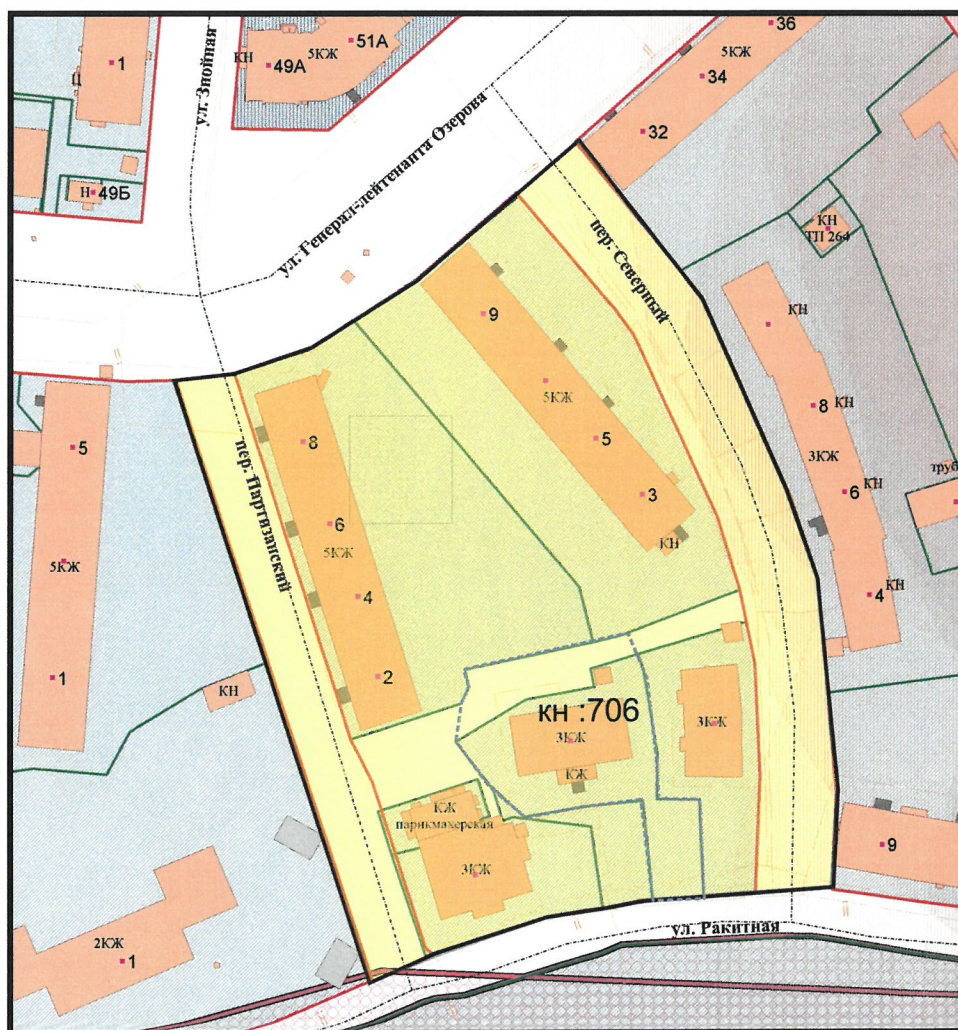 1
Ц
49Б
Н
ул. Знойная
КН
49А
5КЖ
51А
ул. Генерал-лейтенанта Озерова
36
5КЖ
34
32
КН
ТП 264
пер. Северный
9
5КЖ
5
3
КН
КН
8
КН
3КЖ
6
КН
4
КН
труб
5
5КЖ
1
пер. Партизанский
8
6
5КЖ
4
2
КН
кн :706
3КЖ
КЖ
3КЖ
КЖ
парикмахерская
3КЖ
9
2КЖ
1
ул. Ракитная